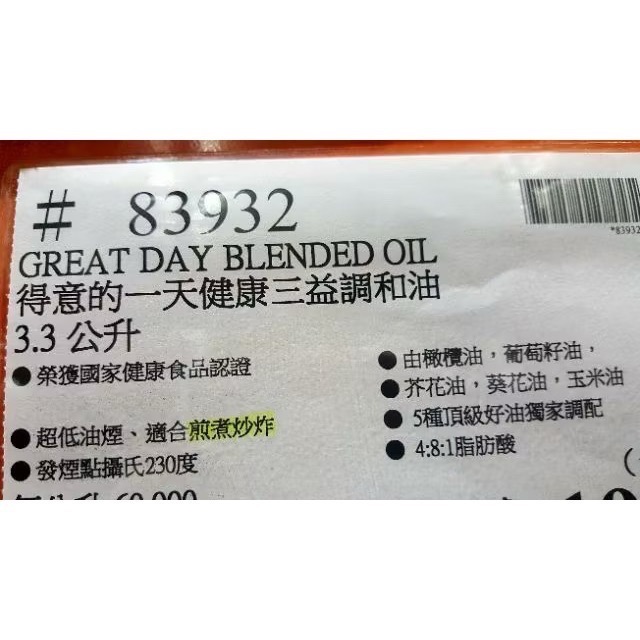 # 83932
*83932
GREAT DAY BLENDED OIL
得意的一天健康三益調和油
3.3 公升
●榮獲國家健康食品認證
●超低油煙、適合煎煮炒炸
●發煙點攝氏230度
●由橄欖油，葡萄籽油，
●芥花油，葵花油，玉米油
●5種頂級好油獨家調配
●4:8:1脂肪酸